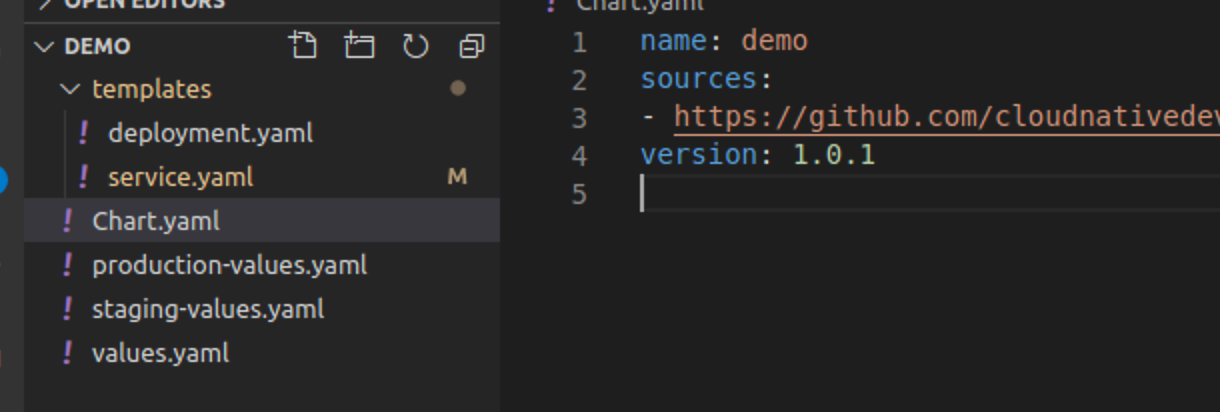 OPEN EDITORS
DEMO
templates
! deployment.yaml
! service.yaml M
! Chart.yaml
! production-values.yaml
! staging-values.yaml
! values.yaml
! Chart.yaml
1 name: demo
2 sources:
3 - https://github.com/cloudnativedev
4 version: 1.0.1
5